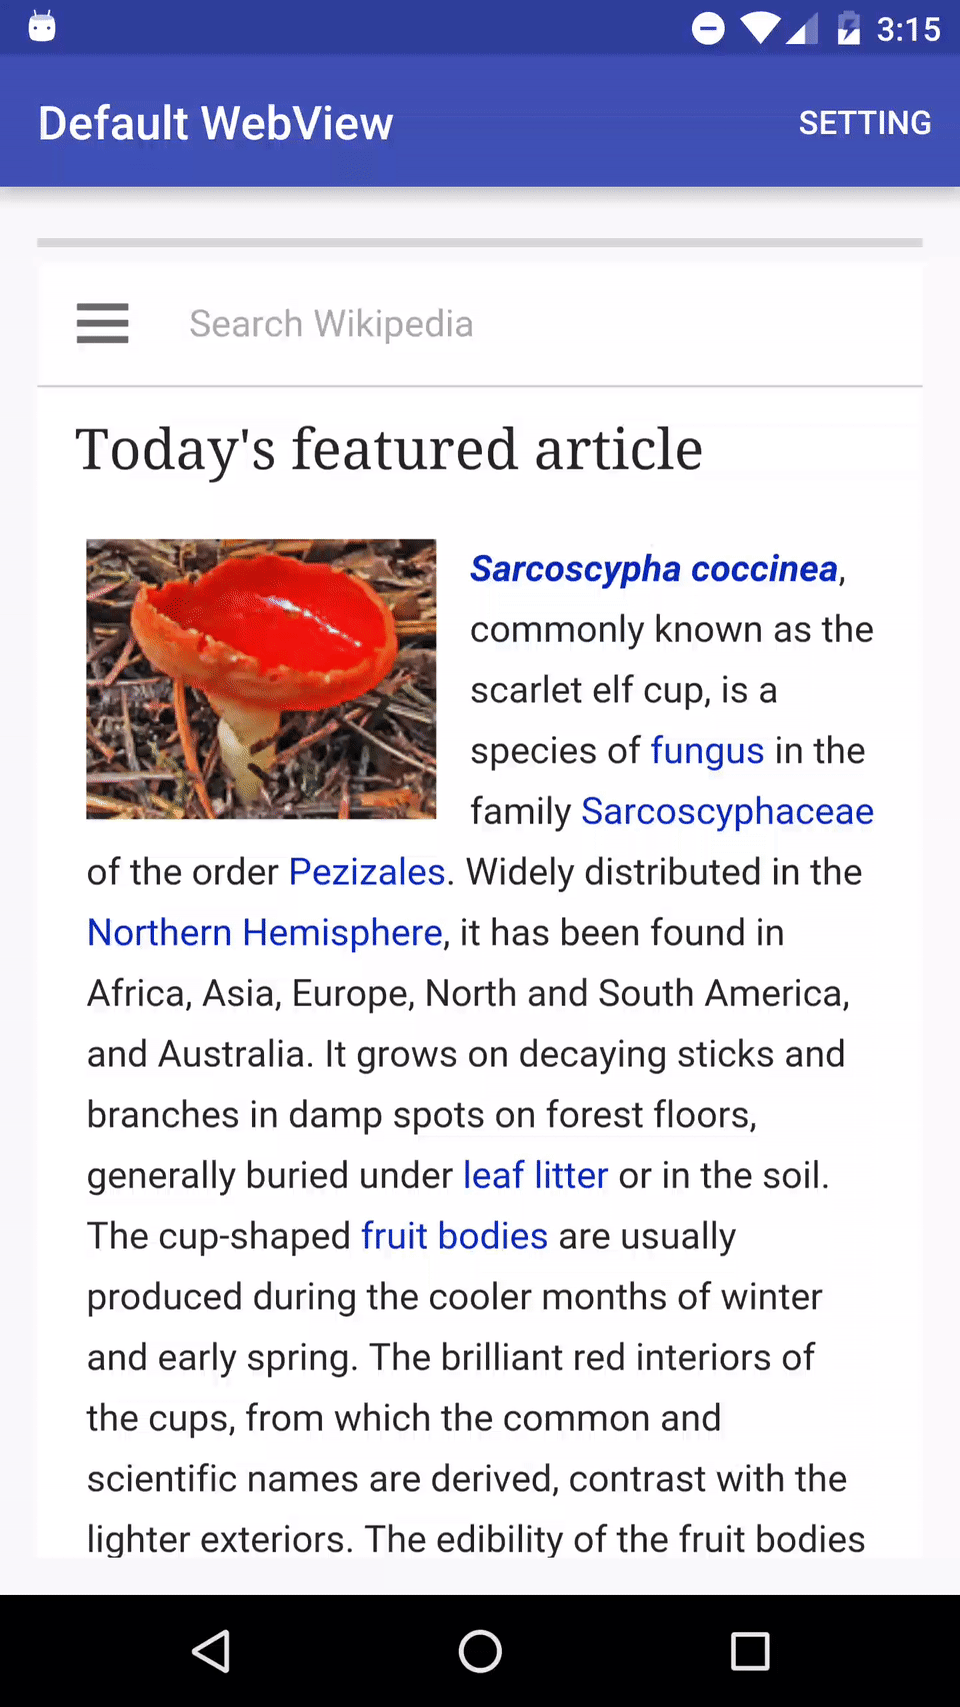 3:15
Default WebView
SETTING
Search Wikipedia
Today's featured article
Sarcoscypha coccinea,
commonly known as the
scarlet elf cup, is a
species of fungus in the
family Sarcoscyphaceae
of the order Pezizales. Widely distributed in the
Northern Hemisphere, it has been found in
Africa, Asia, Europe, North and South America,
and Australia. It grows on decaying sticks and
branches in damp spots on forest floors,
generally buried under leaf litter or in the soil.
The cup-shaped fruit bodies are usually
produced during the cooler months of winter
and early spring. The brilliant red interiors of
the cups, from which the common and
scientific names are derived, contrast with the
lighter exteriors. The edibility of the fruit bodies